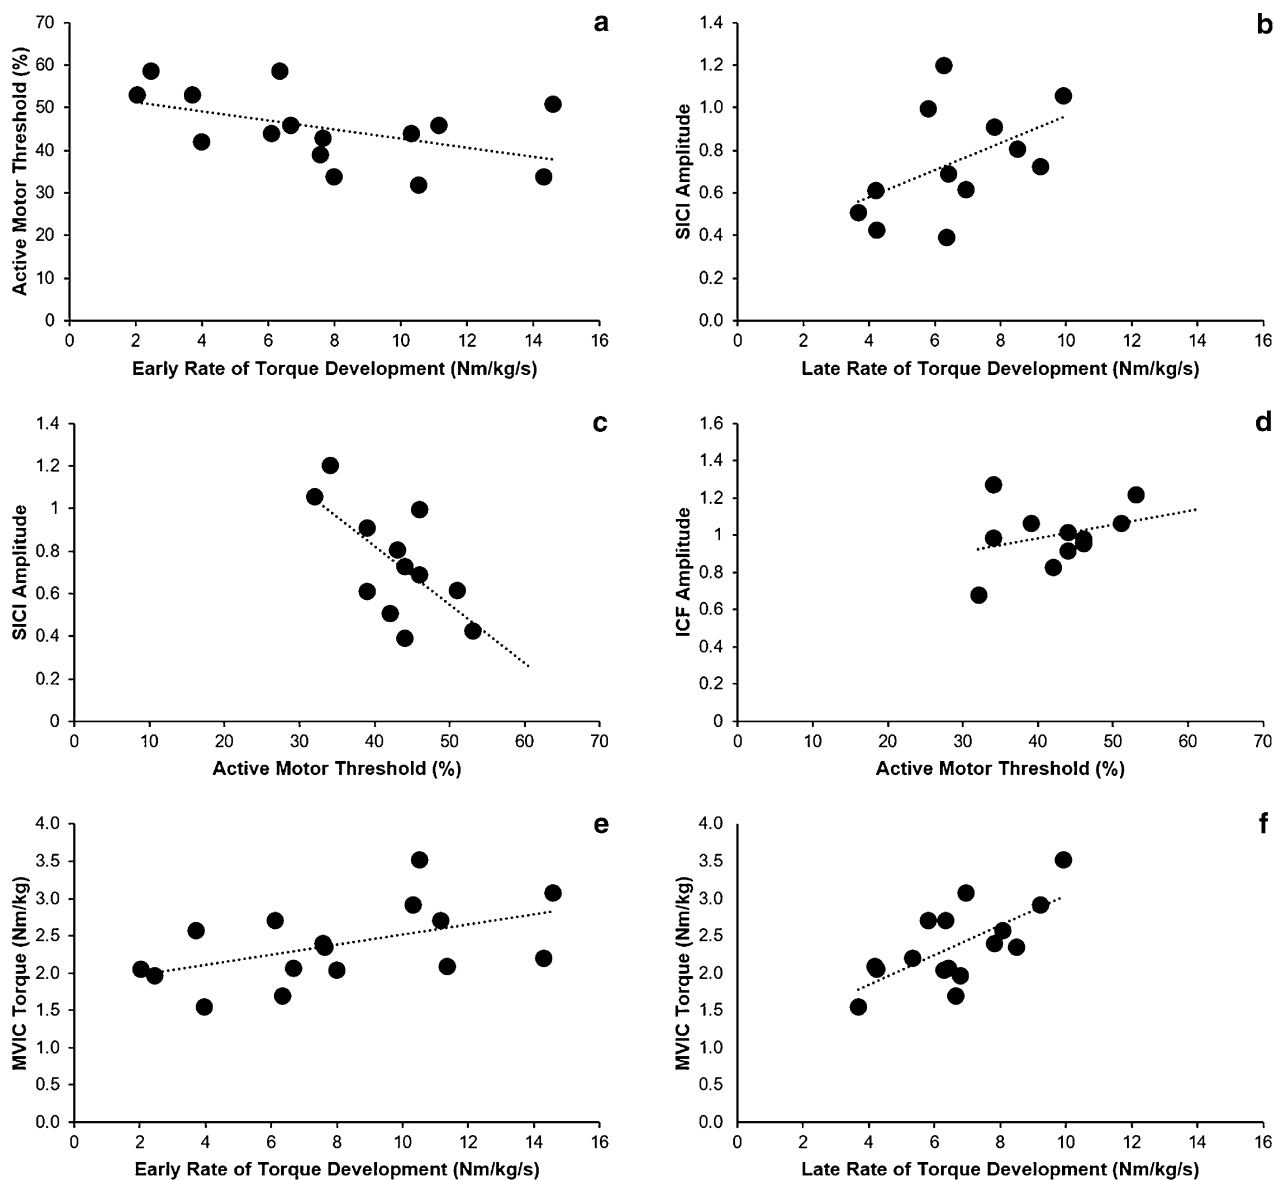 a
70
60
50
40
30
20
10
0
Active Motor Threshold (%)
0 2 4 6 8 10 12 14 16
Early Rate of Torque Development (Nm/kg/s)
b
1.4
1.2
1.0
0.8
0.6
0.4
0.2
0.0
SICI Amplitude
0 2 4 6 8 10 12 14 16
Late Rate of Torque Development (Nm/kg/s)
c
1.4
1.2
1
0.8
0.6
0.4
0.2
0
SICI Amplitude
0 10 20 30 40 50 60 70
Active Motor Threshold (%)
d
1.6
1.4
1.2
1
0.8
0.6
0.4
0.2
0
ICF Amplitude
0 10 20 30 40 50 60 70
Active Motor Threshold (%)
e
4.0
3.5
3.0
2.5
2.0
1.5
1.0
0.5
0.0
MVIC Torque (Nm/kg)
0 2 4 6 8 10 12 14 16
Early Rate of Torque Development (Nm/kg/s)
f
4.0
3.5
3.0
2.5
2.0
1.5
1.0
0.5
0.0
MVIC Torque (Nm/kg)
0 2 4 6 8 10 12 14 16
Late Rate of Torque Development (Nm/kg/s)